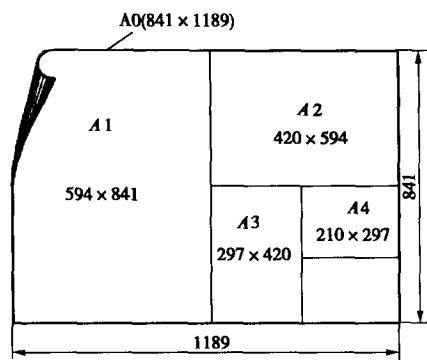 A0(841 × 1189)
A1
594 × 841
A2
420 × 594
A3
297 × 420
A4
210 × 297
841
1189